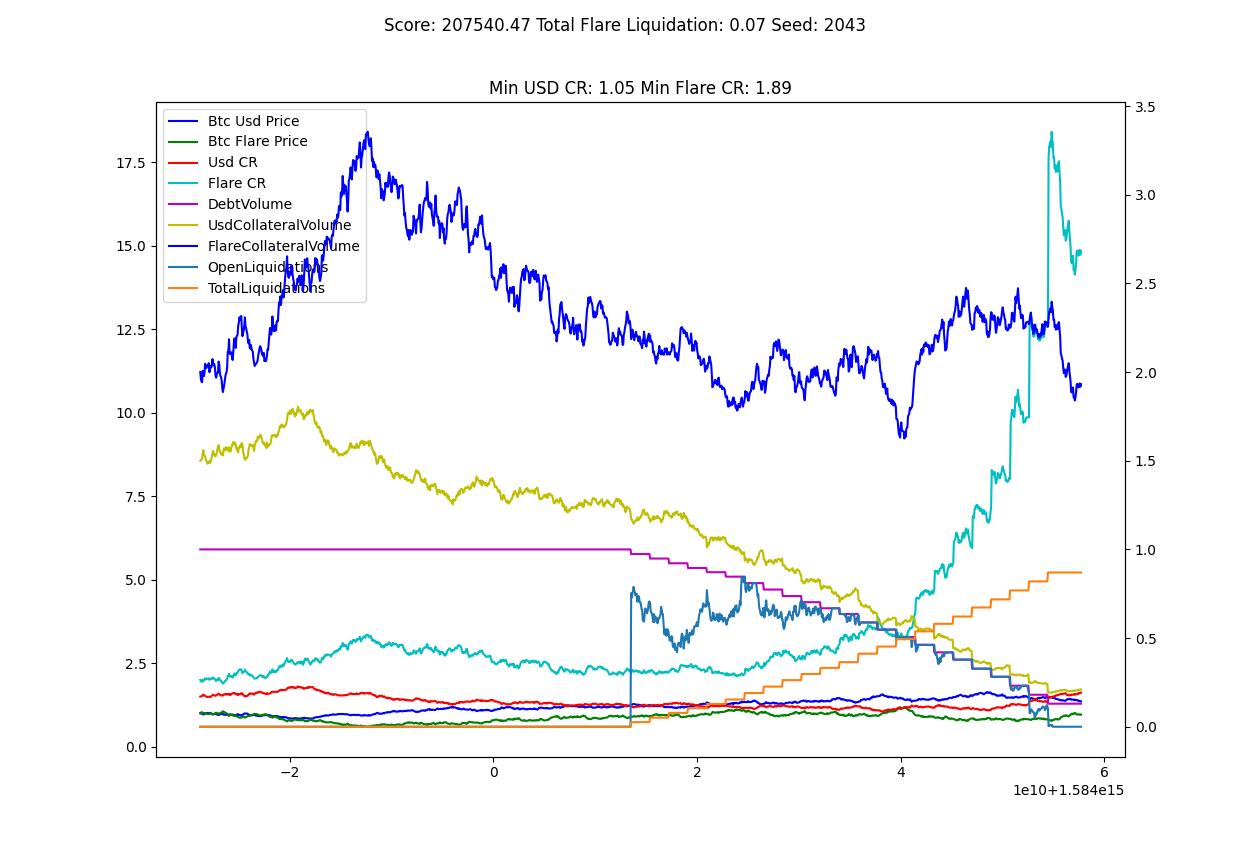 Score: 207540.47 Total Flare Liquidation: 0.07 Seed: 2043
Min USD CR: 1.05 Min Flare CR: 1.89
Btc Usd Price
Btc Flare Price
Usd CR
Flare CR
DebtVolume
UsdCollateralVolume
FlareCollateralVolume
OpenLiquidations
TotalLiquidations
17.5
15.0
12.5
10.0
7.5
5.0
2.5
0.0
3.5
3.0
2.5
2.0
1.5
1.0
0.5
0.0
−2
0
2
4
6
1e10+1.584e15